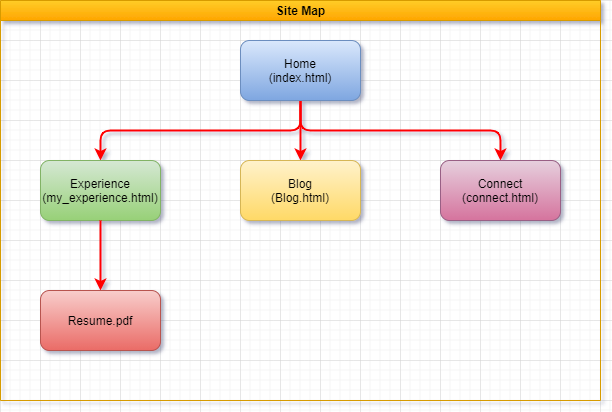 Site Map
Home
(index.html)
Experience
(my_experience.html)
Blog
(Blog.html)
Connect
(connect.html)
Resume.pdf